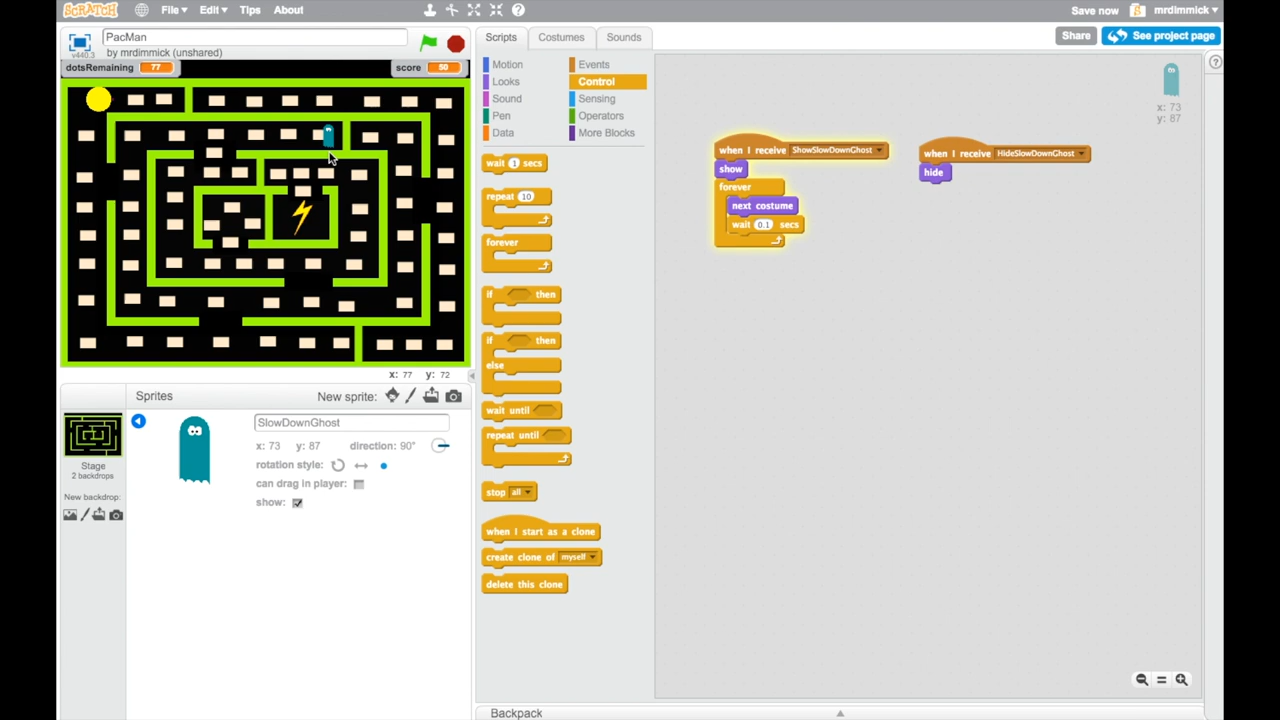 SCRATCH File Edit Tips About Save now mrdimmick
v440.3 PacMan
by mrdimmick (unshared)
Scripts Costumes Sounds Share See project page
dotsRemaining 77 score 50
Motion Events
Looks Control
Sound Sensing
Pen Operators
Data More Blocks
wait 1 secs
repeat 10
forever
if then
if then
else
wait until
repeat until
stop all
when I start as a clone
create clone of myself
delete this clone
when I receive ShowSlowDownGhost
show
forever
next costume
wait 0.1 secs
when I receive HideSlowDownGhost
hide
x: 73
y: 87
x: 77 y: 72
Sprites New sprite:
Stage
2 backdrops
New backdrop:
SlowDownGhost
x: 73 y: 87 direction: 90°
rotation style:
can drag in player:
show:
Backpack